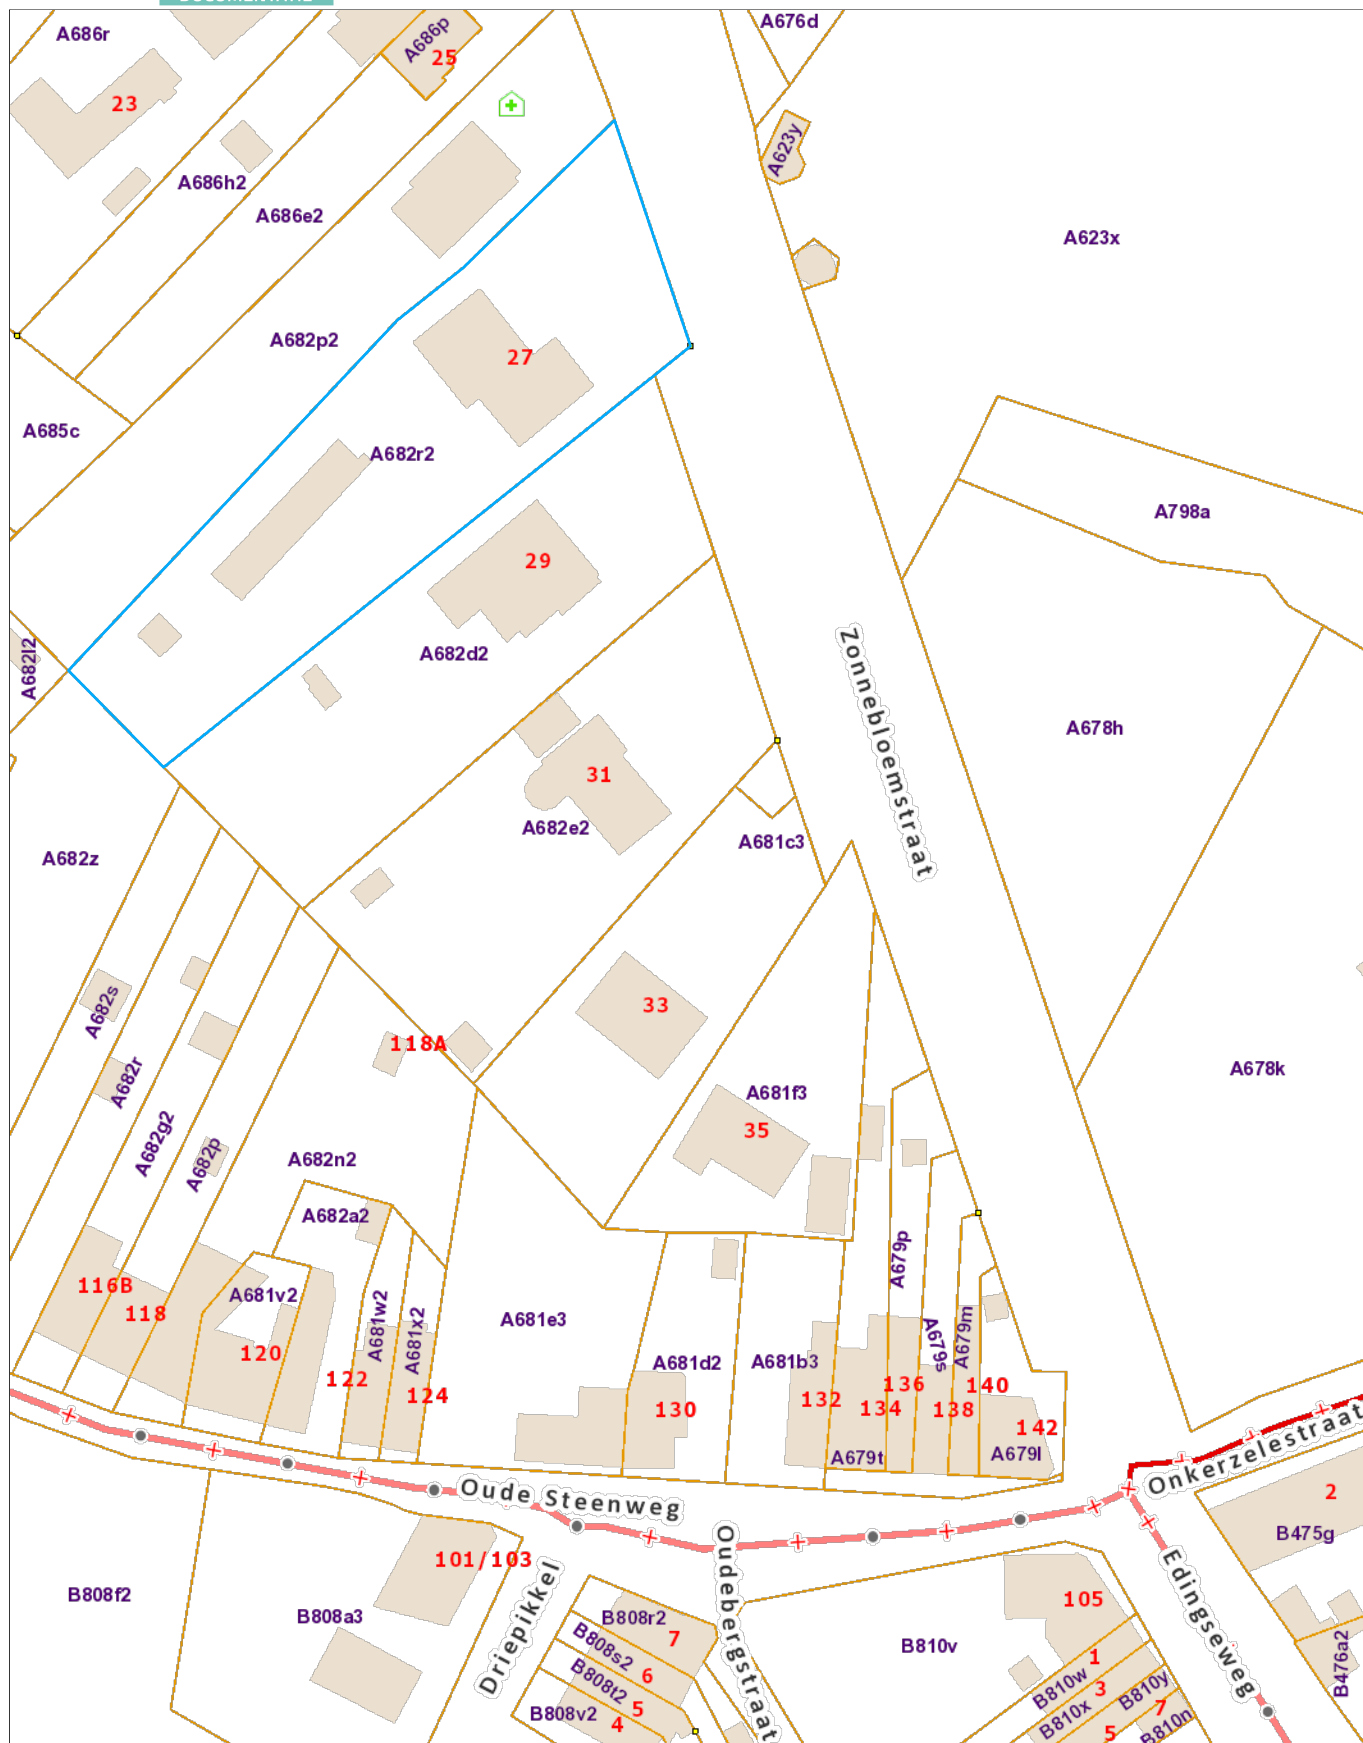 A686r
A686p
25
A676d
23
A623y
A686h2
A686e2
A623x
A682p2
27
A685c
A682r2
A798a
29
A682l2
A682d2
Zonnebloemstraat
A678h
31
A682e2
A681c3
A682z
A682s
33
118A
A682r
A678k
A681f3
35
A682g2
A682p
A682n2
A682a2
A679p
116B
118
A681v2
A681w2
A681x2
A681e3
A679s
A679m
120
122
124
A681d2
130
A681b3
132
134
136
138
140
142
A679t
A679l
Oude Steenweg
Onkerzelestraat
2
B475g
101/103
Driepikkel
Oudebergstraat
Edingseweg
B808f2
B808a3
B808r2
7
B808s2
6
B808t2
5
B808v2
4
105
B810v
1
B810w
3
B810x
5
B810y
7
B810n
B476a2